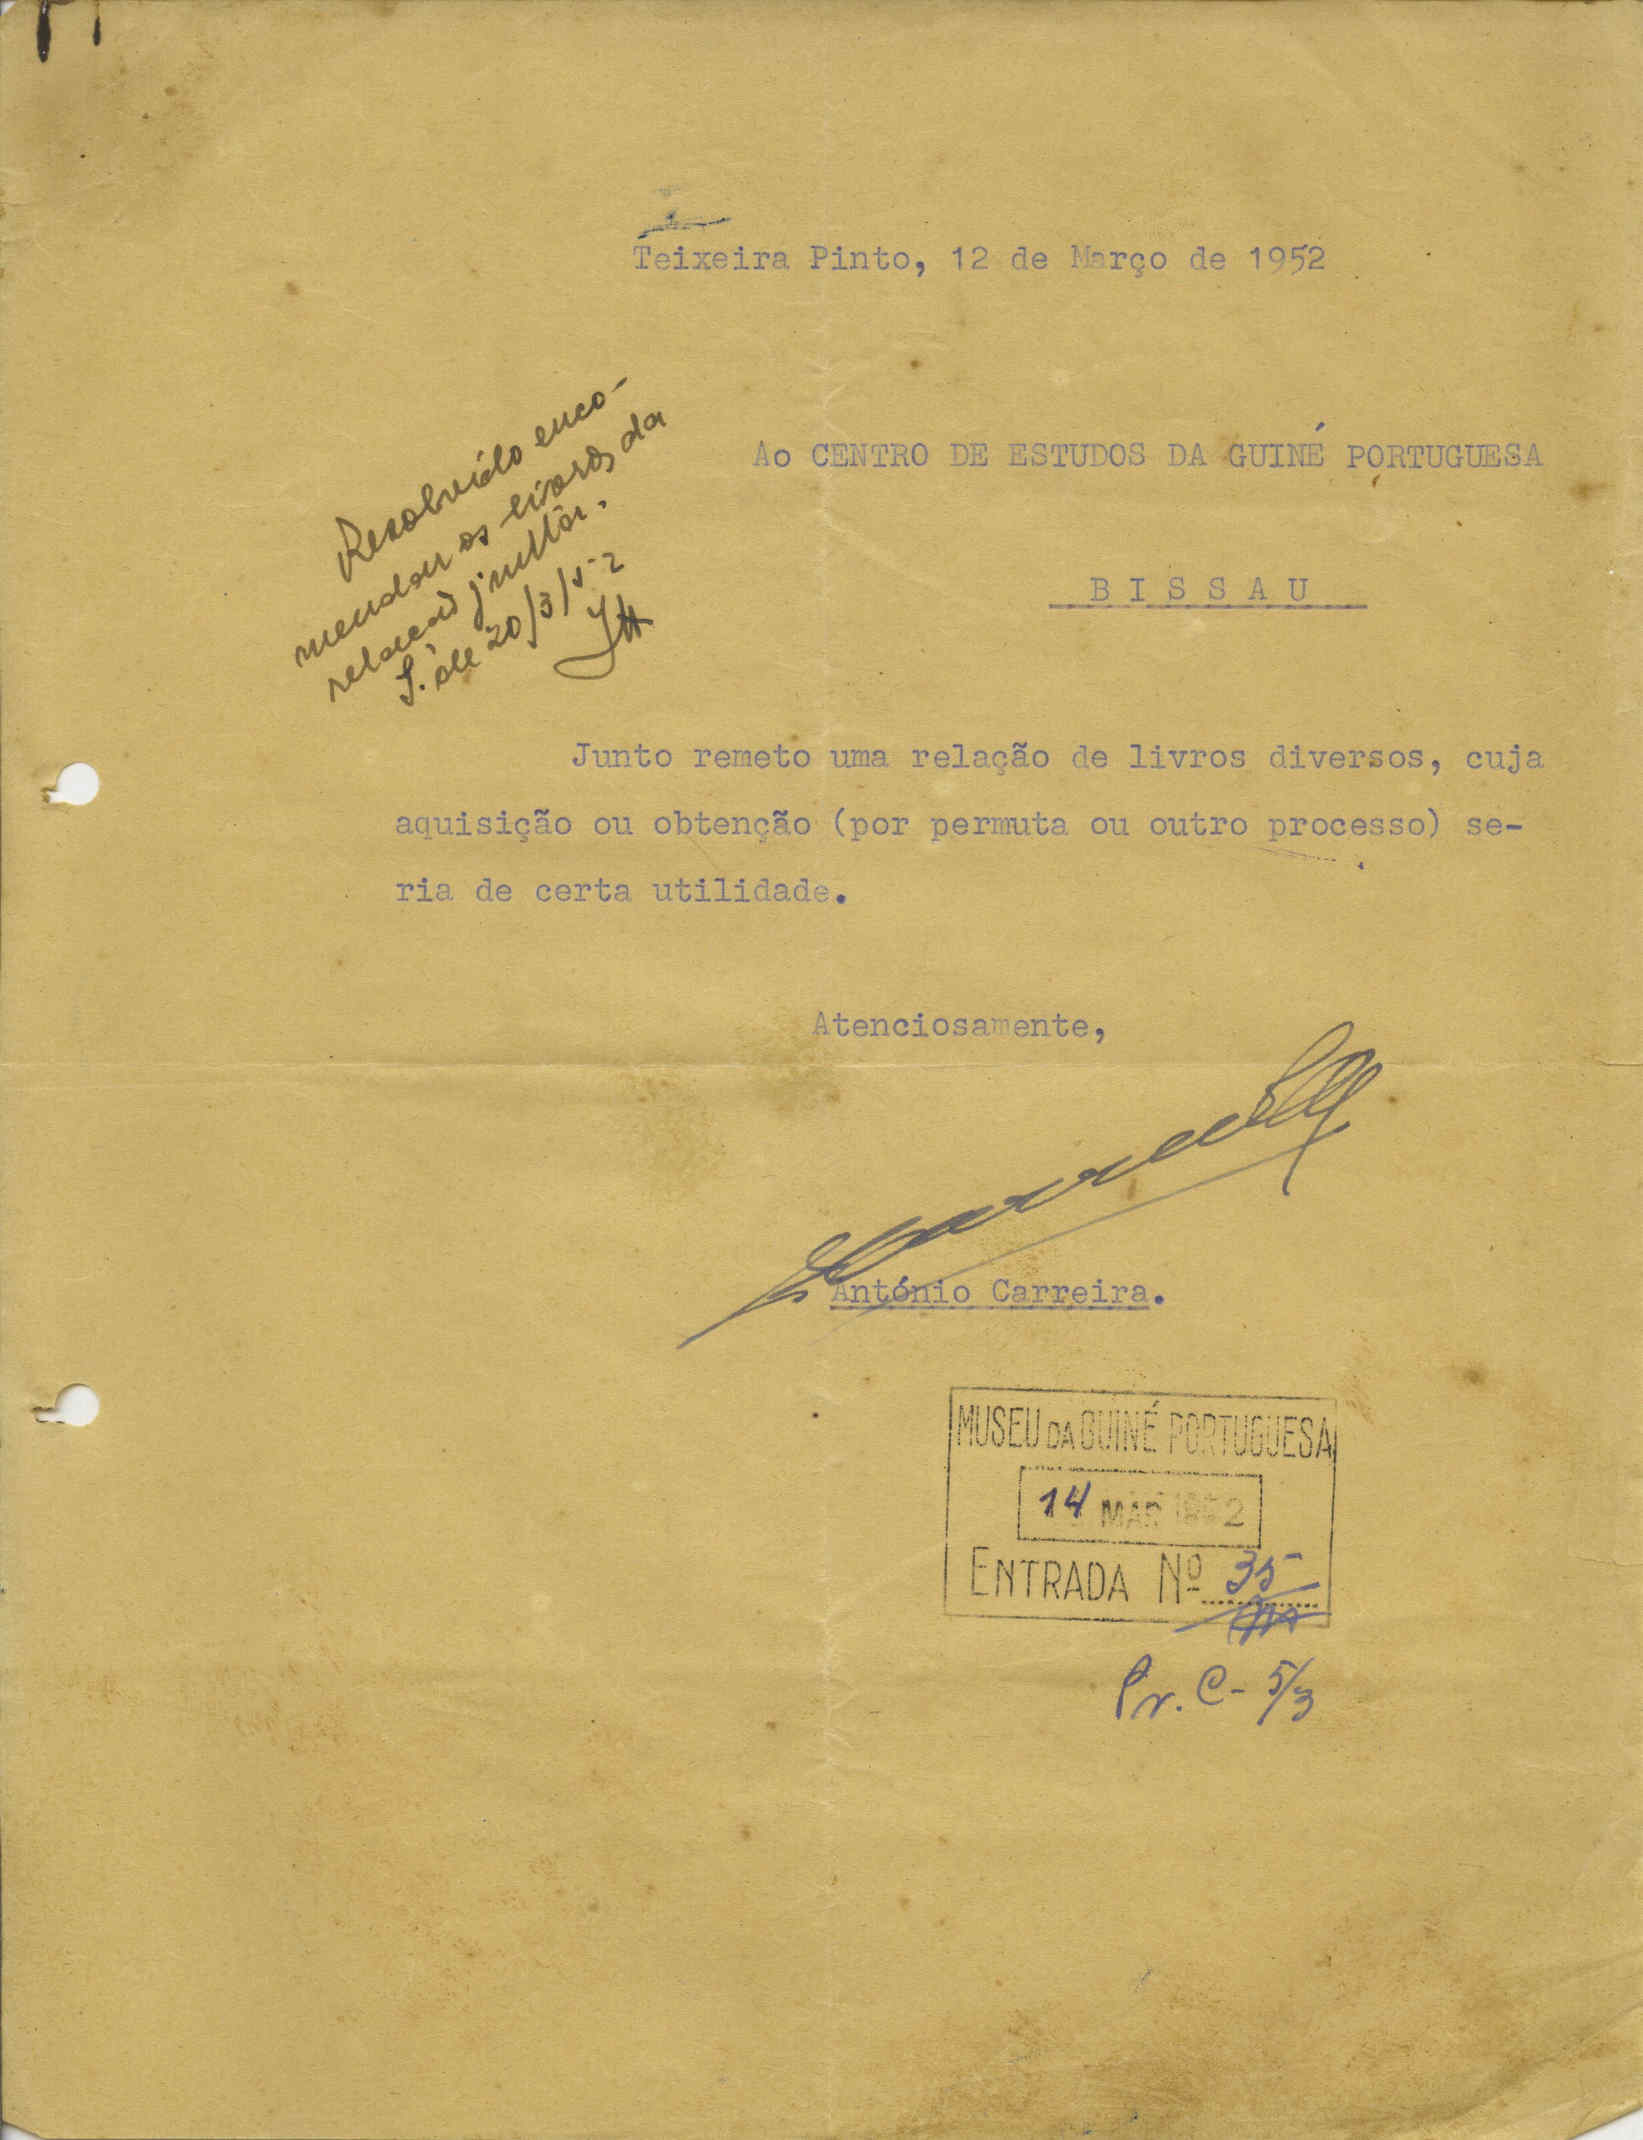 Teixeira Pinto, 12 de Março de 1952
Ao CENTRO DE ESTUDOS DA GUINÉ PORTUGUESA
B I S S A U
Resolvido enco-
mendar os livros da
relação junta.
S. de 20/3/52
Junto remeto uma relação de livros diversos, cuja
aquisição ou obtenção (por permuta ou outro processo) se-
ria de certa utilidade.
Atenciosamente,
António Carreira.
MUSEU DA GUINÉ PORTUGUESA
14 MAR 1952
ENTRADA Nº 35
Pr. C- 5/3